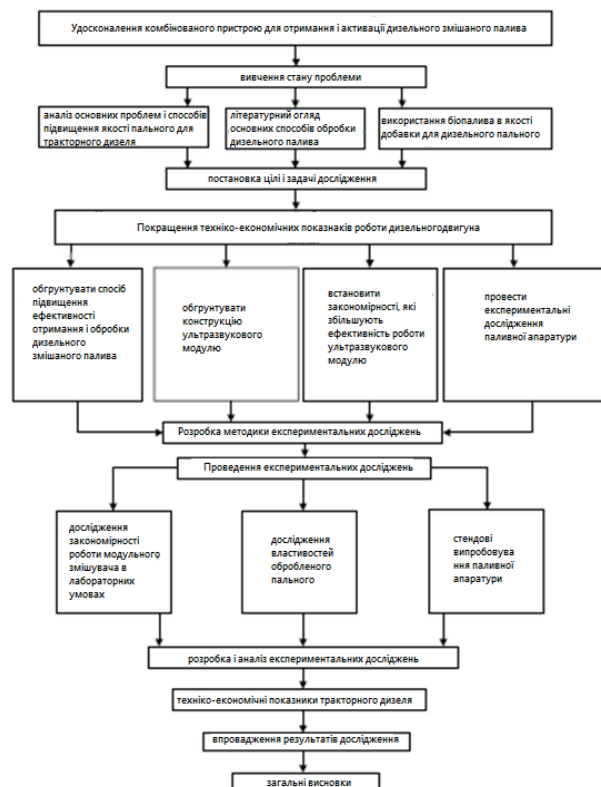 Удосконалення комбінованого пристрою для отримання і активації дизельного змішаного палива
вивчення стану проблеми
аналіз основних проблем і способів
підвищення якості пального для
тракторного дизеля
літературний огляд
основних способів обробки
дизельного палива
використання біопалива в якості
добавки для дизельного пального
постановка цілі і задачі дослідження
Покращення техніко-економічних показнаків роботи дизельногодвигуна
обгрунтувати спосіб
підвищення
ефективності
отримання і обробки
дизельного
змішаного палива
обгрунтувати
конструкцію
ультразвукового
модулю
встановити
закономірності, які
збільшують
ефективність роботи
ультразвукового
модулю
провести
експериментальні
дослідження
паливної апаратури
Розробка методики експериментальних досліджень
Проведення експериментальних досліджень
дослідження
закономірності
роботи модульного
змішувача в
лабораторних
умовах
дослідження
властивостей
обробленого
пального
стендові
випробовува
ння паливної
апаратури
розробка і аналіз експериментальних досліджень
техніко-економічні показники тракторного дизеля
впровадження результатів дослідження
загальні висновки